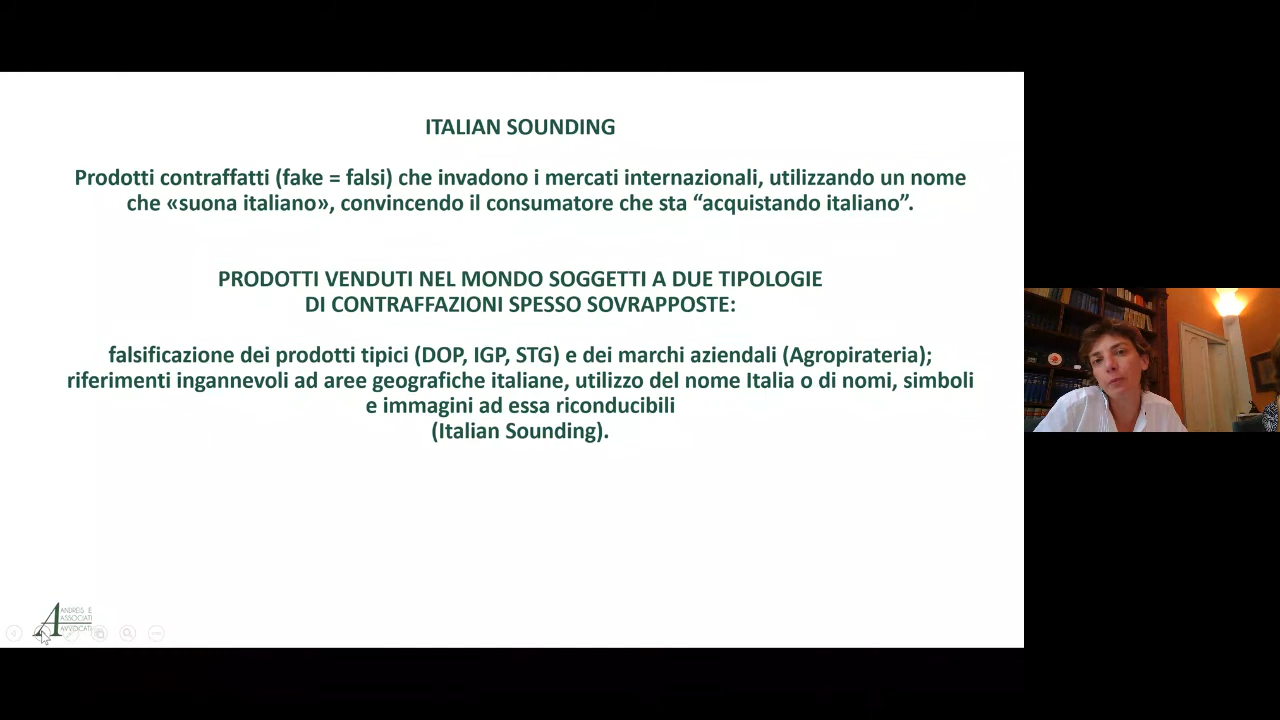 ITALIAN SOUNDING
Prodotti contraffatti (fake = falsi) che invadono i mercati internazionali, utilizzando un nome
che «suona italiano», convincendo il consumatore che sta “acquistando italiano”.
PRODOTTI VENDUTI NEL MONDO SOGGETTI A DUE TIPOLOGIE
DI CONTRAFFAZIONI SPESSO SOVRAPPOSTE:
falsificazione dei prodotti tipici (DOP, IGP, STG) e dei marchi aziendali (Agropirateria);
riferimenti ingannevoli ad aree geografiche italiane, utilizzo del nome Italia o di nomi, simboli
e immagini ad essa riconducibili
(Italian Sounding).
A
ANDREIS E
ASSOCIATI
AVVOCATI